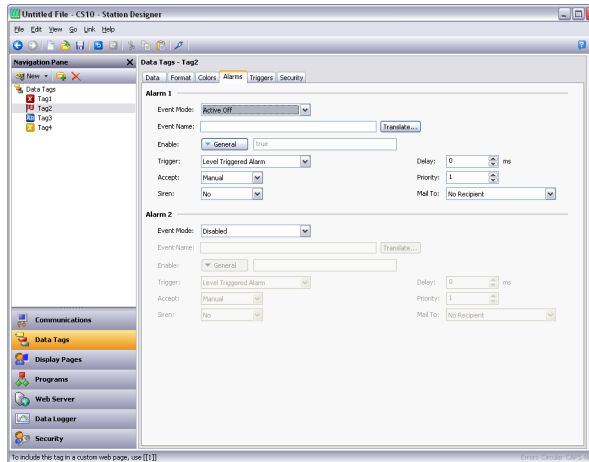 Untitled File - CS10 - Station Designer
File Edit View Go Link Help
Navigation Pane X
New
Data Tags
Tag1
Tag2
Tag3
Tag4
Communications
Data Tags
Display Pages
Programs
Web Server
Data Logger
Security
Data Tags - Tag2
Data Format Colors Alarms Triggers Security
Alarm 1
Event Mode: Active Off
Event Name: Translate...
Enable: General true
Trigger: Level Triggered Alarm Delay: 0 ms
Accept: Manual Priority: 1
Siren: No Mail To: No Recipient
Alarm 2
Event Mode: Disabled
Event Name: Translate...
Enable: General
Trigger: Level Triggered Alarm Delay: 0 ms
Accept: Manual Priority: 1
Siren: No Mail To: No Recipient
To include this tag in a custom web page, use [[1]]
Errors Circular CAPS